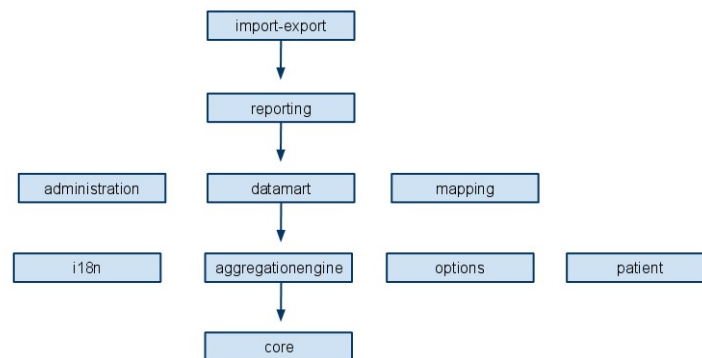 import-export
reporting
administration
datamart
mapping
i18n
aggregationengine
options
patient
core